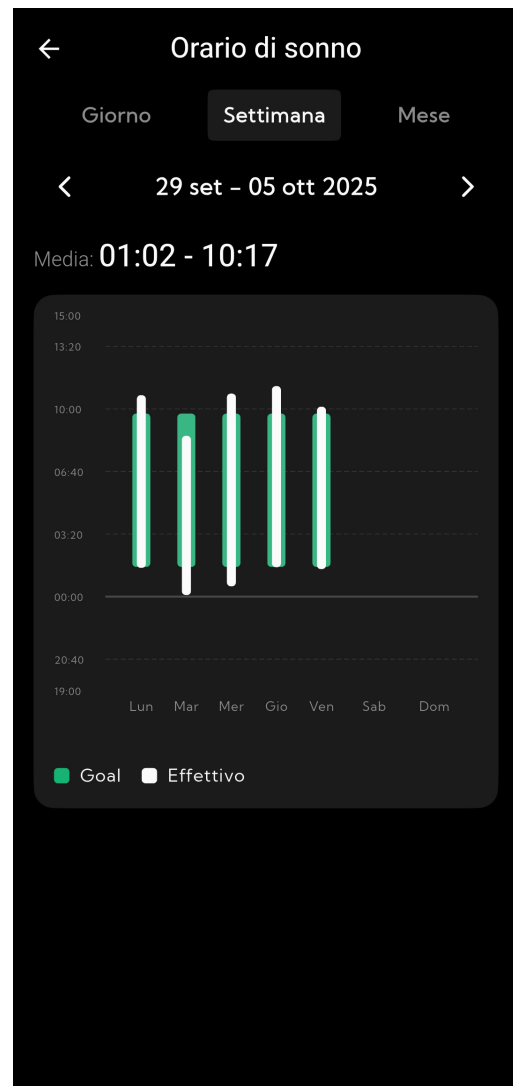 Orario di sonno
Giorno Settimana Mese
29 set – 05 ott 2025
Media: 01:02 - 10:17
15:00
13:20
10:00
06:40
03:20
00:00
20:40
19:00
Lun Mar Mer Gio Ven Sab Dom
Goal Effettivo